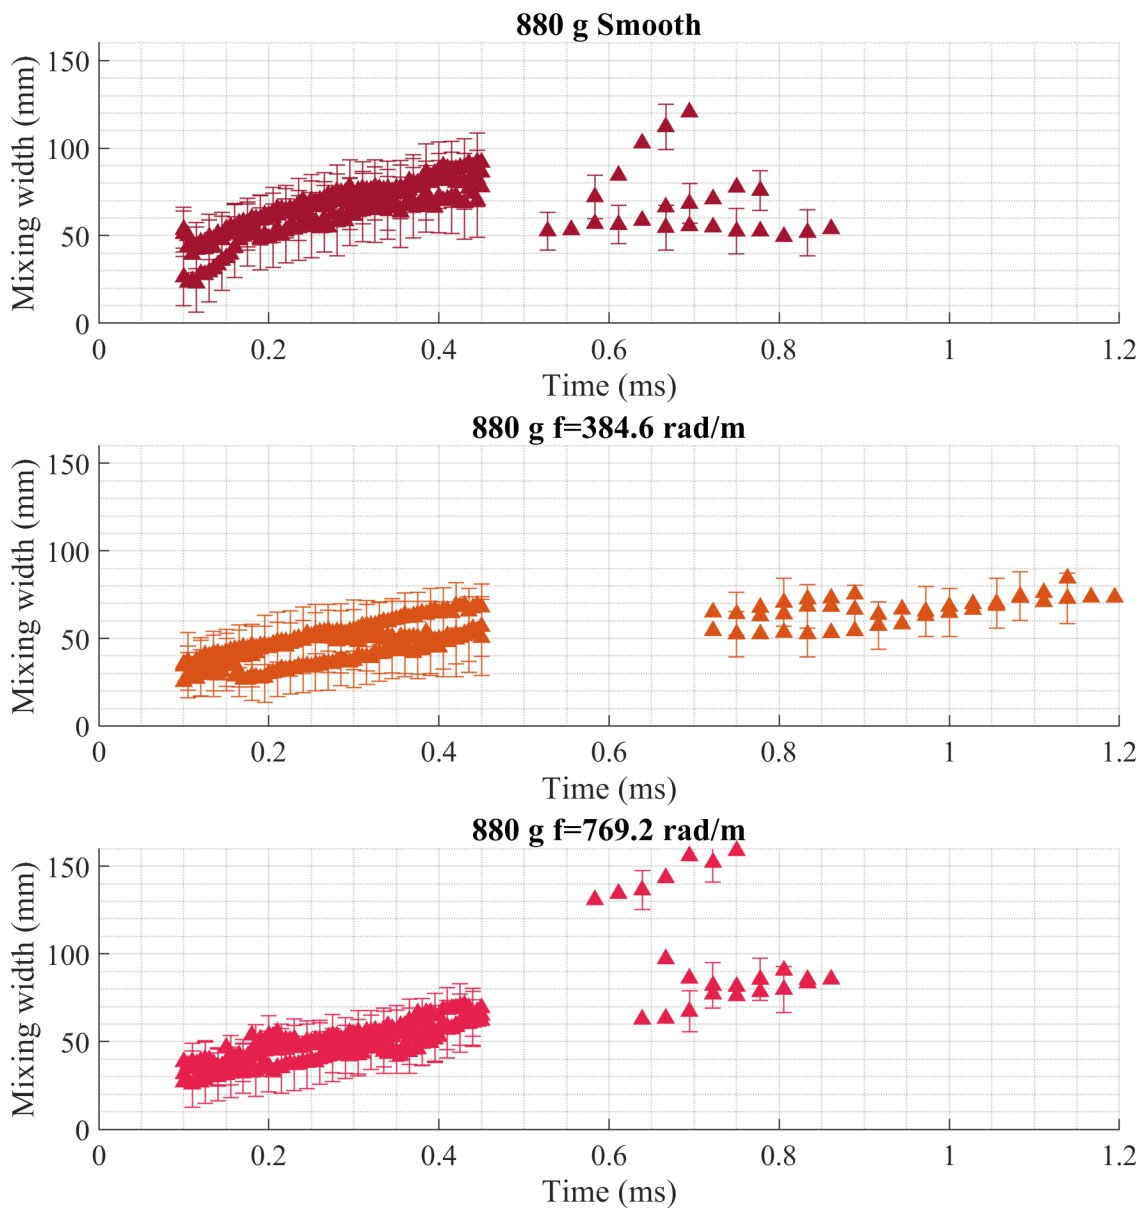 880 g Smooth
Mixing width (mm)
150
100
50
0
0 0.2 0.4 0.6 0.8 1 1.2
Time (ms)
880 g f=384.6 rad/m
Mixing width (mm)
150
100
50
0
0 0.2 0.4 0.6 0.8 1 1.2
Time (ms)
880 g f=769.2 rad/m
Mixing width (mm)
150
100
50
0
0 0.2 0.4 0.6 0.8 1 1.2
Time (ms)